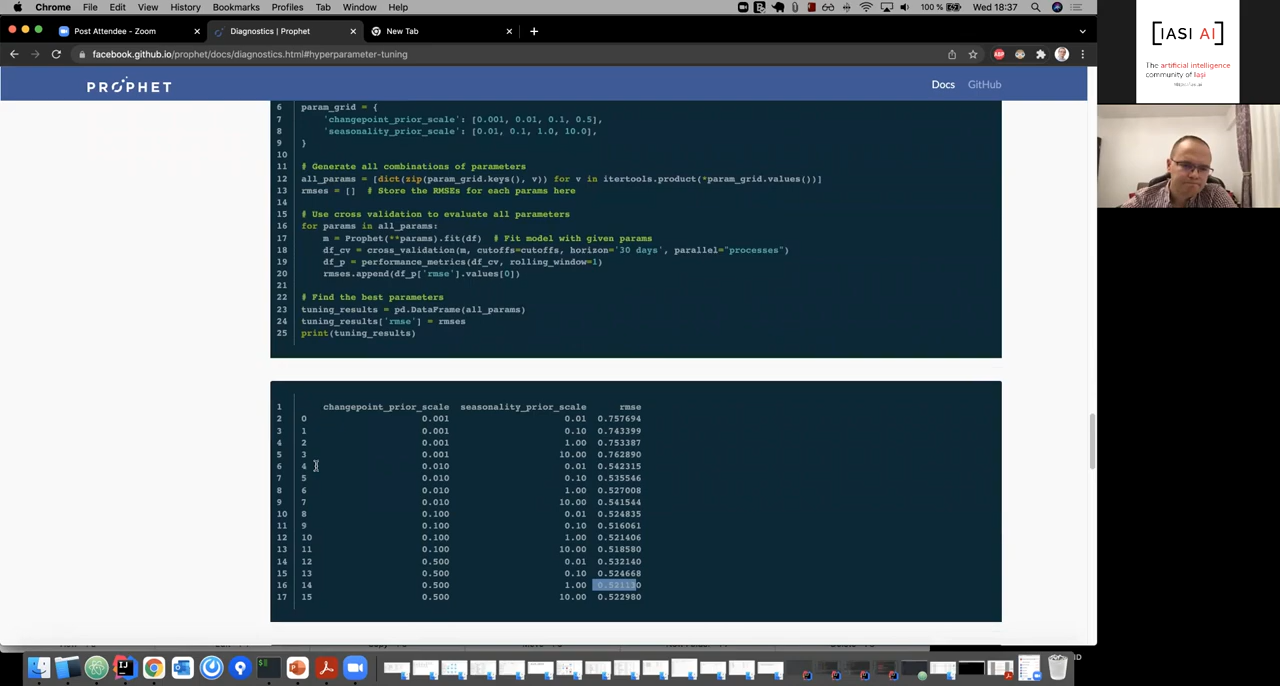 Chrome File Edit View History Bookmarks Profiles Tab Window Help 100 % Wed 18:37
Post Attendee - Zoom
Diagnostics | Prophet
New Tab
facebook.github.io/prophet/docs/diagnostics.html#hyperparameter-tuning
PROPHET
Docs GitHub
6 param_grid = {
7 'changepoint_prior_scale': [0.001, 0.01, 0.1, 0.5],
8 'seasonality_prior_scale': [0.01, 0.1, 1.0, 10.0],
9 }
10
11 # Generate all combinations of parameters
12 all_params = [dict(zip(param_grid.keys(), v)) for v in itertools.product(*param_grid.values())]
13 rmses = [] # Store the RMSEs for each params here
14
15 # Use cross validation to evaluate all parameters
16 for params in all_params:
17 m = Prophet(**params).fit(df) # Fit model with given params
18 df_cv = cross_validation(m, cutoffs=cutoffs, horizon='30 days', parallel="processes")
19 df_p = performance_metrics(df_cv, rolling_window=1)
20 rmses.append(df_p['rmse'].values[0])
21
22 # Find the best parameters
23 tuning_results = pd.DataFrame(all_params)
24 tuning_results['rmse'] = rmses
25 print(tuning_results)
1 changepoint_prior_scale seasonality_prior_scale rmse
2 0 0.001 0.01 0.757694
3 1 0.001 0.10 0.743399
4 2 0.001 1.00 0.753387
5 3 0.001 10.00 0.762890
6 4 0.010 0.01 0.542315
7 5 0.010 0.10 0.535546
8 6 0.010 1.00 0.527008
9 7 0.010 10.00 0.541544
10 8 0.100 0.01 0.524835
11 9 0.100 0.10 0.516061
12 10 0.100 1.00 0.521406
13 11 0.100 10.00 0.518580
14 12 0.500 0.01 0.532140
15 13 0.500 0.10 0.524668
16 14 0.500 1.00 0.521130
17 15 0.500 10.00 0.522980
[IASI AI]
The artificial intelligence
community of Iași